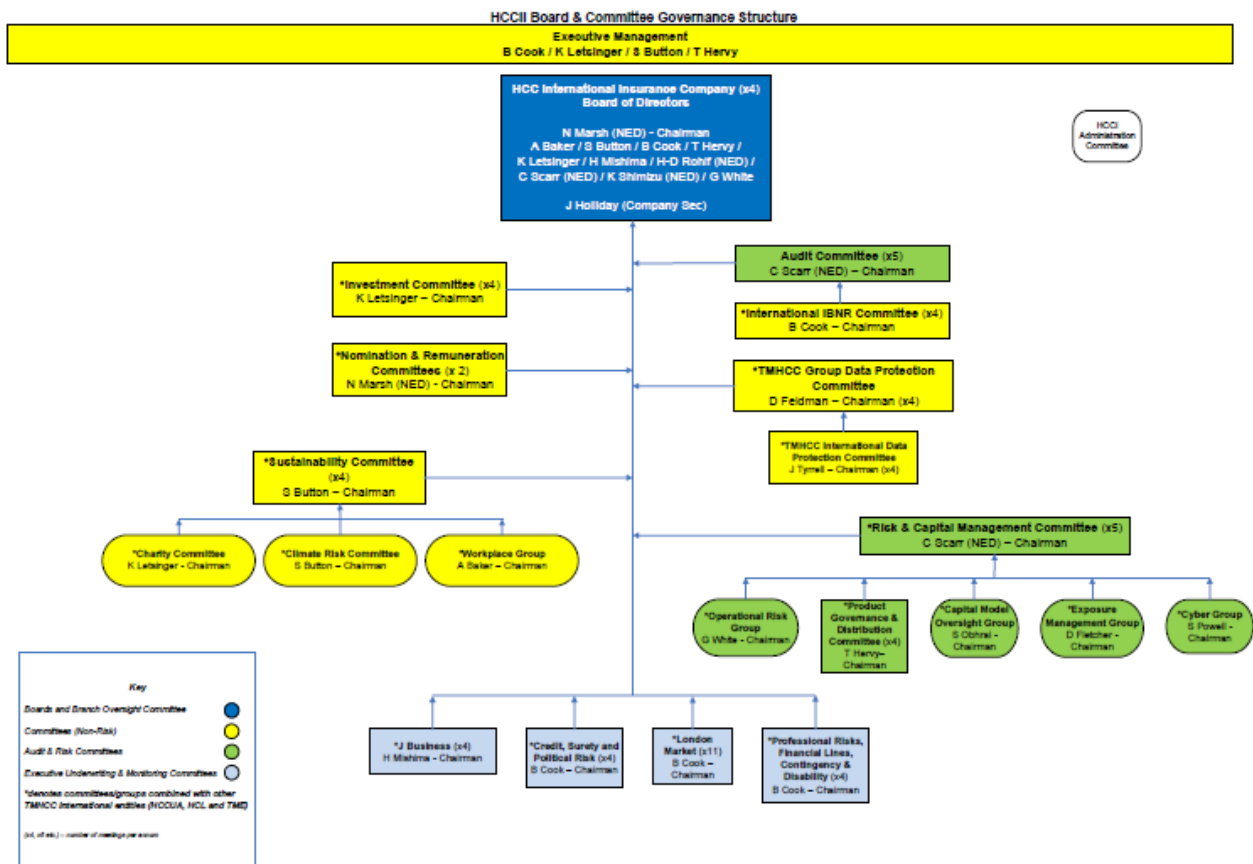 HCCII Board & Committee Governance Structure
Executive Management
B Cook / K Letsinger / S Button / T Hervy
HCC International Insurance Company (x4)
Board of Directors
N Marsh (NED) - Chairman
A Baker / S Button / B Cook / T Hervy /
K Letsinger / H Mishima / H-D Rohlf (NED) /
C Scarr (NED) / K Shimizu (NED) / G White
J Holliday (Company Sec)
HCCI
Administration
Committee
*Investment Committee (x4)
K Letsinger – Chairman
Audit Committee (x5)
C Scarr (NED) – Chairman
*International IBNR Committee (x4)
B Cook – Chairman
*Nomination & Remuneration
Committees (x 2)
N Marsh (NED) - Chairman
*TMHCC Group Data Protection
Committee
D Feldman – Chairman (x4)
*TMHCC International Data
Protection Committee
J Tyrrell – Chairman (x4)
*Sustainability Committee
(x4)
S Button – Chairman
*Charity Committee
K Letsinger - Chairman
*Climate Risk Committee
S Button – Chairman
*Workplace Group
A Baker – Chairman
*Risk & Capital Management Committee (x5)
C Scarr (NED) – Chairman
*Operational Risk
Group
G White - Chairman
*Product
Governance &
Distribution
Committee (x4)
T Hervy–
Chairman
*Capital Model
Oversight Group
S Obhrai -
Chairman
*Exposure
Management Group
D Fletcher -
Chairman
*Cyber Group
S Powell -
Chairman
*J Business (x4)
H Mishima - Chairman
*Credit, Surety and
Political Risk (x4)
B Cook – Chairman
*London
Market (x11)
B Cook –
Chairman
*Professional Risks,
Financial Lines,
Contingency &
Disability (x4)
B Cook – Chairman
Key
Boards and Branch Oversight Committee
Committees (Non-Risk)
Audit & Risk Committees
Executive Underwriting & Monitoring Committees
*denotes committees/groups combined with other
TMHCC International entities (HCCUA, HCL and TME)
– number of meetings per annum